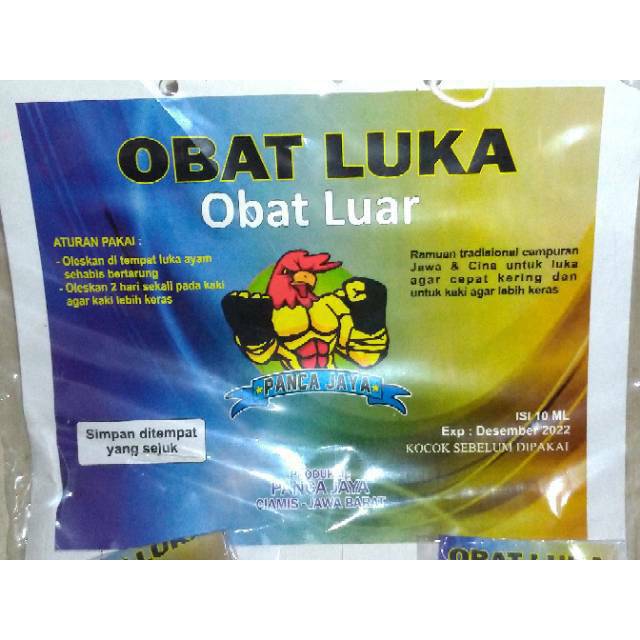 OBAT LUKA
Obat Luar
ATURAN PAKAI :
- Oleskan di tempat luka ayam
sehabis bertarung
- Oleskan 2 hari sekali pada kaki
agar kaki lebih keras
Ramuan tradisional campuran
Jawa & Cina untuk luka
agar cepat kering dan
untuk kaki agar lebih keras
PANCA JAYA
ISI 10 ML
Exp : Desember 2022
KOCOK SEBELUM DIPAKAI
Simpan ditempat
yang sejuk
PANCA JAYA
CIAMIS - JAWA BARAT
LUKA
OBAT LUKA